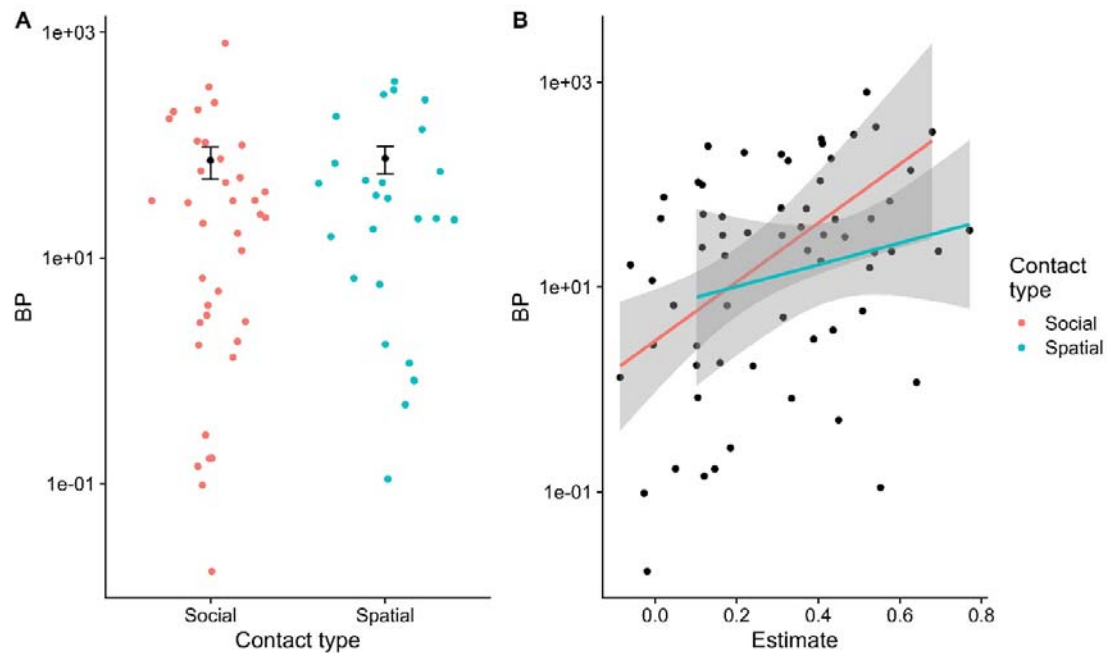 A
1e+03
1e+01
1e-01
BP
Social
Spatial
Contact type
B
1e+03
1e+01
1e-01
BP
0.0
0.2
0.4
0.6
0.8
Estimate
Contact
type
Social
Spatial